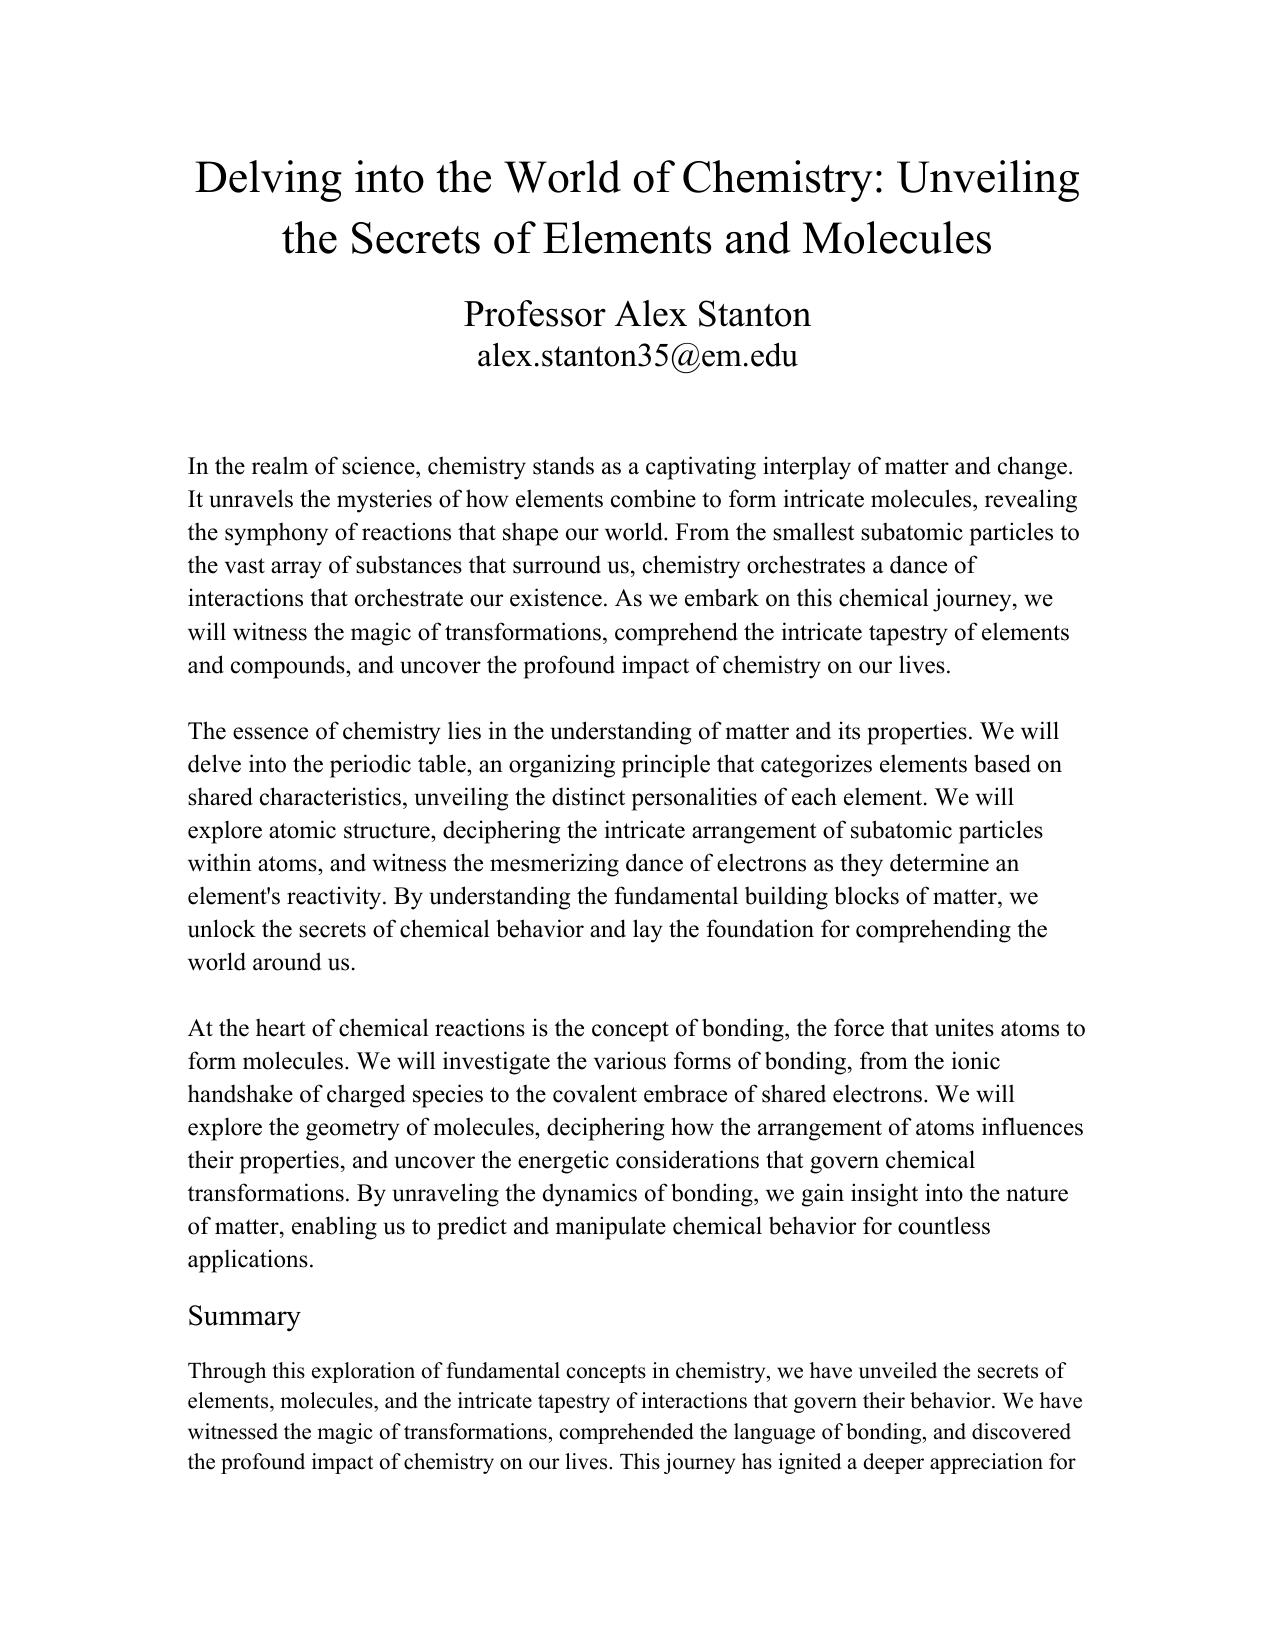 Delving into the World of Chemistry: Unveiling
the Secrets of Elements and Molecules
Professor Alex Stanton
alex.stanton35@em.edu
In the realm of science, chemistry stands as a captivating interplay of matter and change.
It unravels the mysteries of how elements combine to form intricate molecules, revealing
the symphony of reactions that shape our world. From the smallest subatomic particles to
the vast array of substances that surround us, chemistry orchestrates a dance of
interactions that orchestrate our existence. As we embark on this chemical journey, we
will witness the magic of transformations, comprehend the intricate tapestry of elements
and compounds, and uncover the profound impact of chemistry on our lives.
The essence of chemistry lies in the understanding of matter and its properties. We will
delve into the periodic table, an organizing principle that categorizes elements based on
shared characteristics, unveiling the distinct personalities of each element. We will
explore atomic structure, deciphering the intricate arrangement of subatomic particles
within atoms, and witness the mesmerizing dance of electrons as they determine an
element's reactivity. By understanding the fundamental building blocks of matter, we
unlock the secrets of chemical behavior and lay the foundation for comprehending the
world around us.
At the heart of chemical reactions is the concept of bonding, the force that unites atoms to
form molecules. We will investigate the various forms of bonding, from the ionic
handshake of charged species to the covalent embrace of shared electrons. We will
explore the geometry of molecules, deciphering how the arrangement of atoms influences
their properties, and uncover the energetic considerations that govern chemical
transformations. By unraveling the dynamics of bonding, we gain insight into the nature
of matter, enabling us to predict and manipulate chemical behavior for countless
applications.
Summary
Through this exploration of fundamental concepts in chemistry, we have unveiled the secrets of
elements, molecules, and the intricate tapestry of interactions that govern their behavior. We have
witnessed the magic of transformations, comprehended the language of bonding, and discovered
the profound impact of chemistry on our lives. This journey has ignited a deeper appreciation for